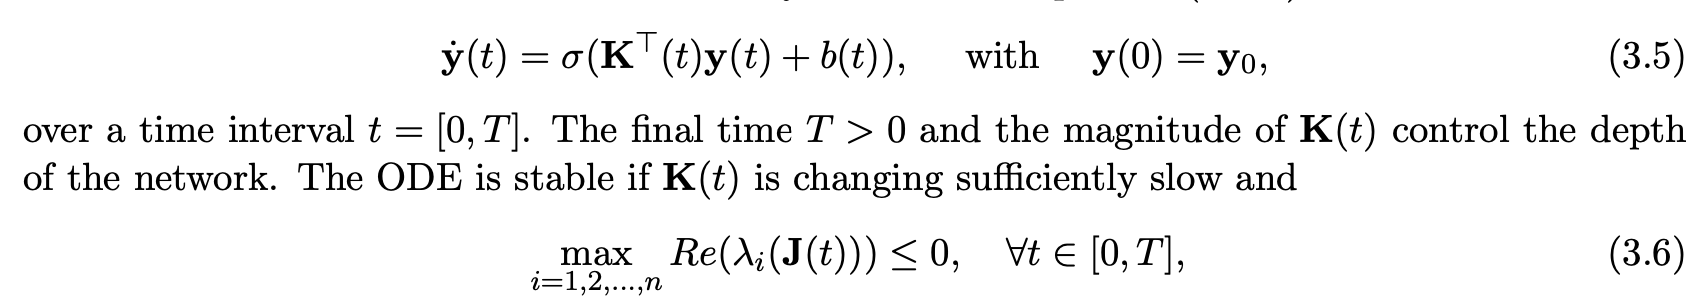 ẏ(t) = σ(K⊤(t)y(t) + b(t)), with y(0) = y₀, (3.5)
over a time interval t = [0, T]. The final time T > 0 and the magnitude of K(t) control the depth
of the network. The ODE is stable if K(t) is changing sufficiently slow and
max Re(λᵢ(J(t))) ≤ 0, ∀t ∈ [0, T], (3.6)
i=1,2,...,n